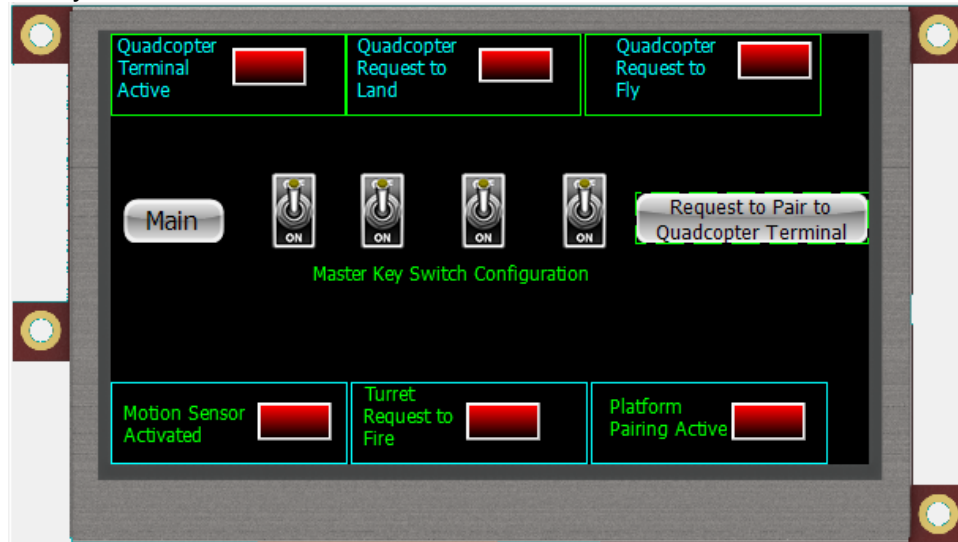 Quadcopter
Terminal
Active
Quadcopter
Request to
Land
Quadcopter
Request to
Fly
Main
ON
ON
ON
ON
Request to Pair to
Quadcopter Terminal
Master Key Switch Configuration
Motion Sensor
Activated
Turret
Request to
Fire
Platform
Pairing Active